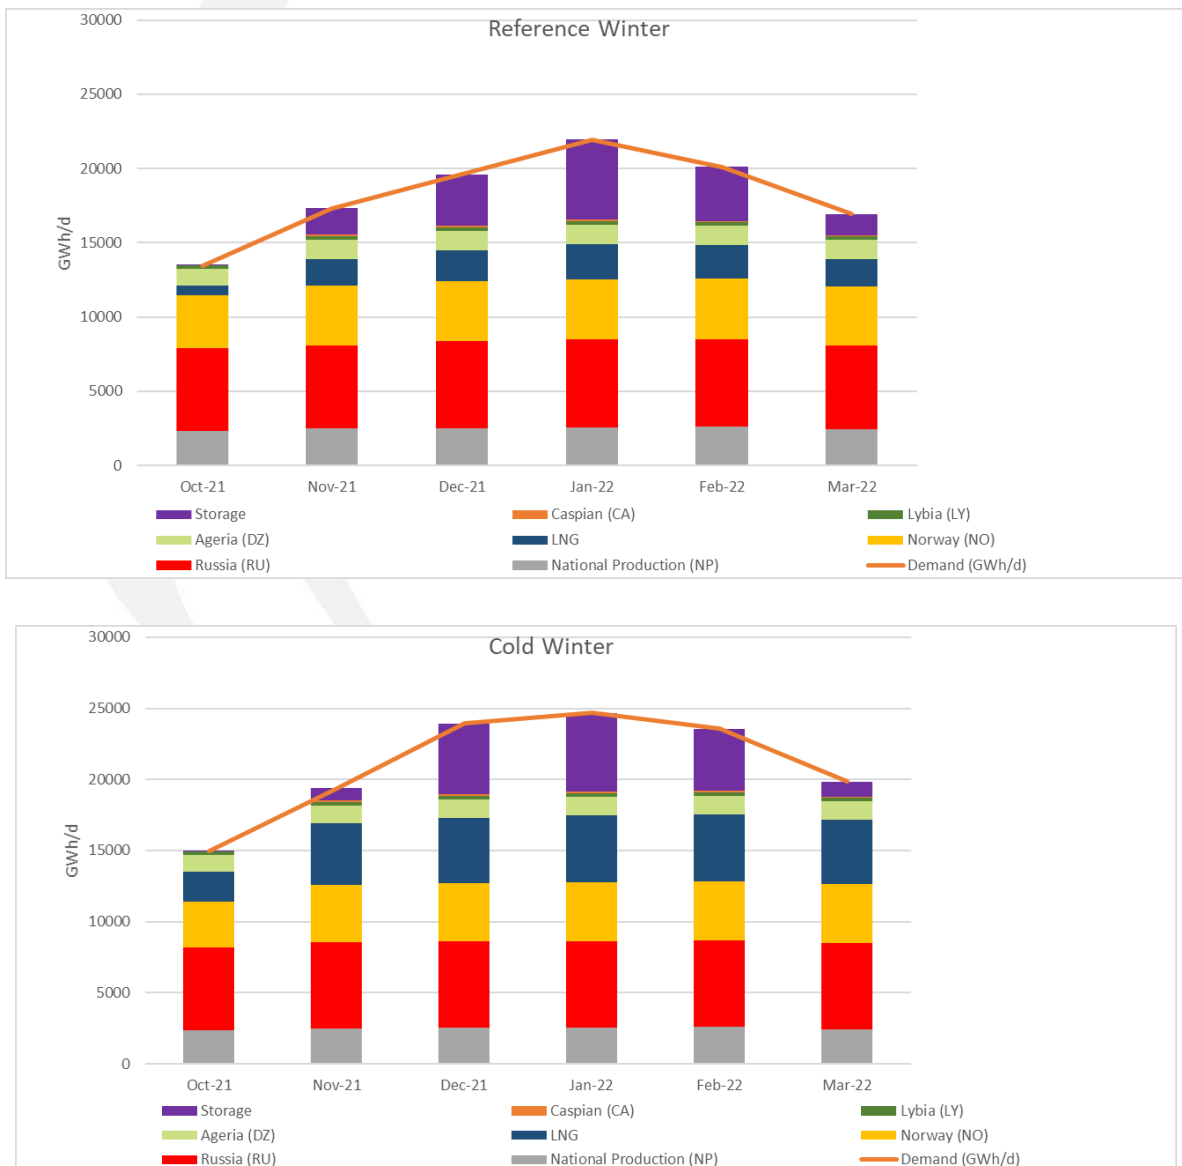 Reference Winter
30000
25000
20000
15000
10000
5000
0
GWh/d
Oct-21 Nov-21 Dec-21 Jan-22 Feb-22 Mar-22
Storage Caspian (CA) Lybia (LY)
Ageria (DZ) LNG Norway (NO)
Russia (RU) National Production (NP) Demand (GWh/d)
Cold Winter
30000
25000
20000
15000
10000
5000
0
GWh/d
Oct-21 Nov-21 Dec-21 Jan-22 Feb-22 Mar-22
Storage Caspian (CA) Lybia (LY)
Ageria (DZ) LNG Norway (NO)
Russia (RU) National Production (NP) Demand (GWh/d)